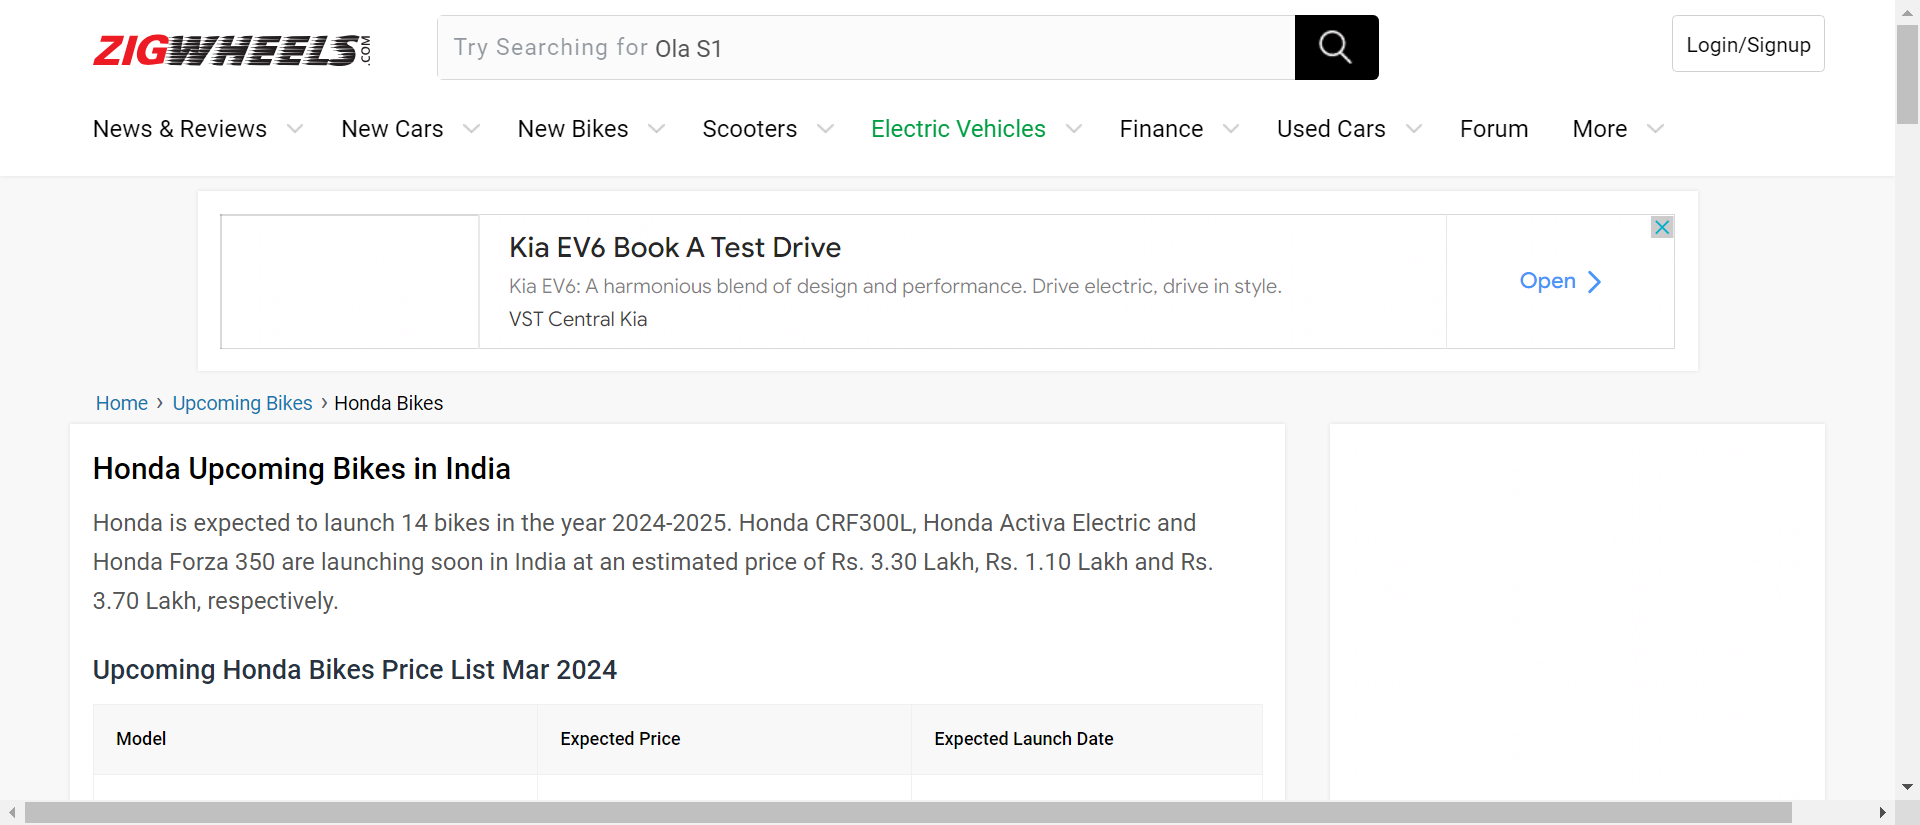 ZIGWHEELS.COM
Try Searching for Ola S1
Login/Signup
News & Reviews New Cars New Bikes Scooters Electric Vehicles Finance Used Cars Forum More
Kia EV6 Book A Test Drive
Kia EV6: A harmonious blend of design and performance. Drive electric, drive in style.
VST Central Kia
Open
Home › Upcoming Bikes › Honda Bikes
Honda Upcoming Bikes in India
Honda is expected to launch 14 bikes in the year 2024-2025. Honda CRF300L, Honda Activa Electric and
Honda Forza 350 are launching soon in India at an estimated price of Rs. 3.30 Lakh, Rs. 1.10 Lakh and Rs.
3.70 Lakh, respectively.
Upcoming Honda Bikes Price List Mar 2024
Model Expected Price Expected Launch Date